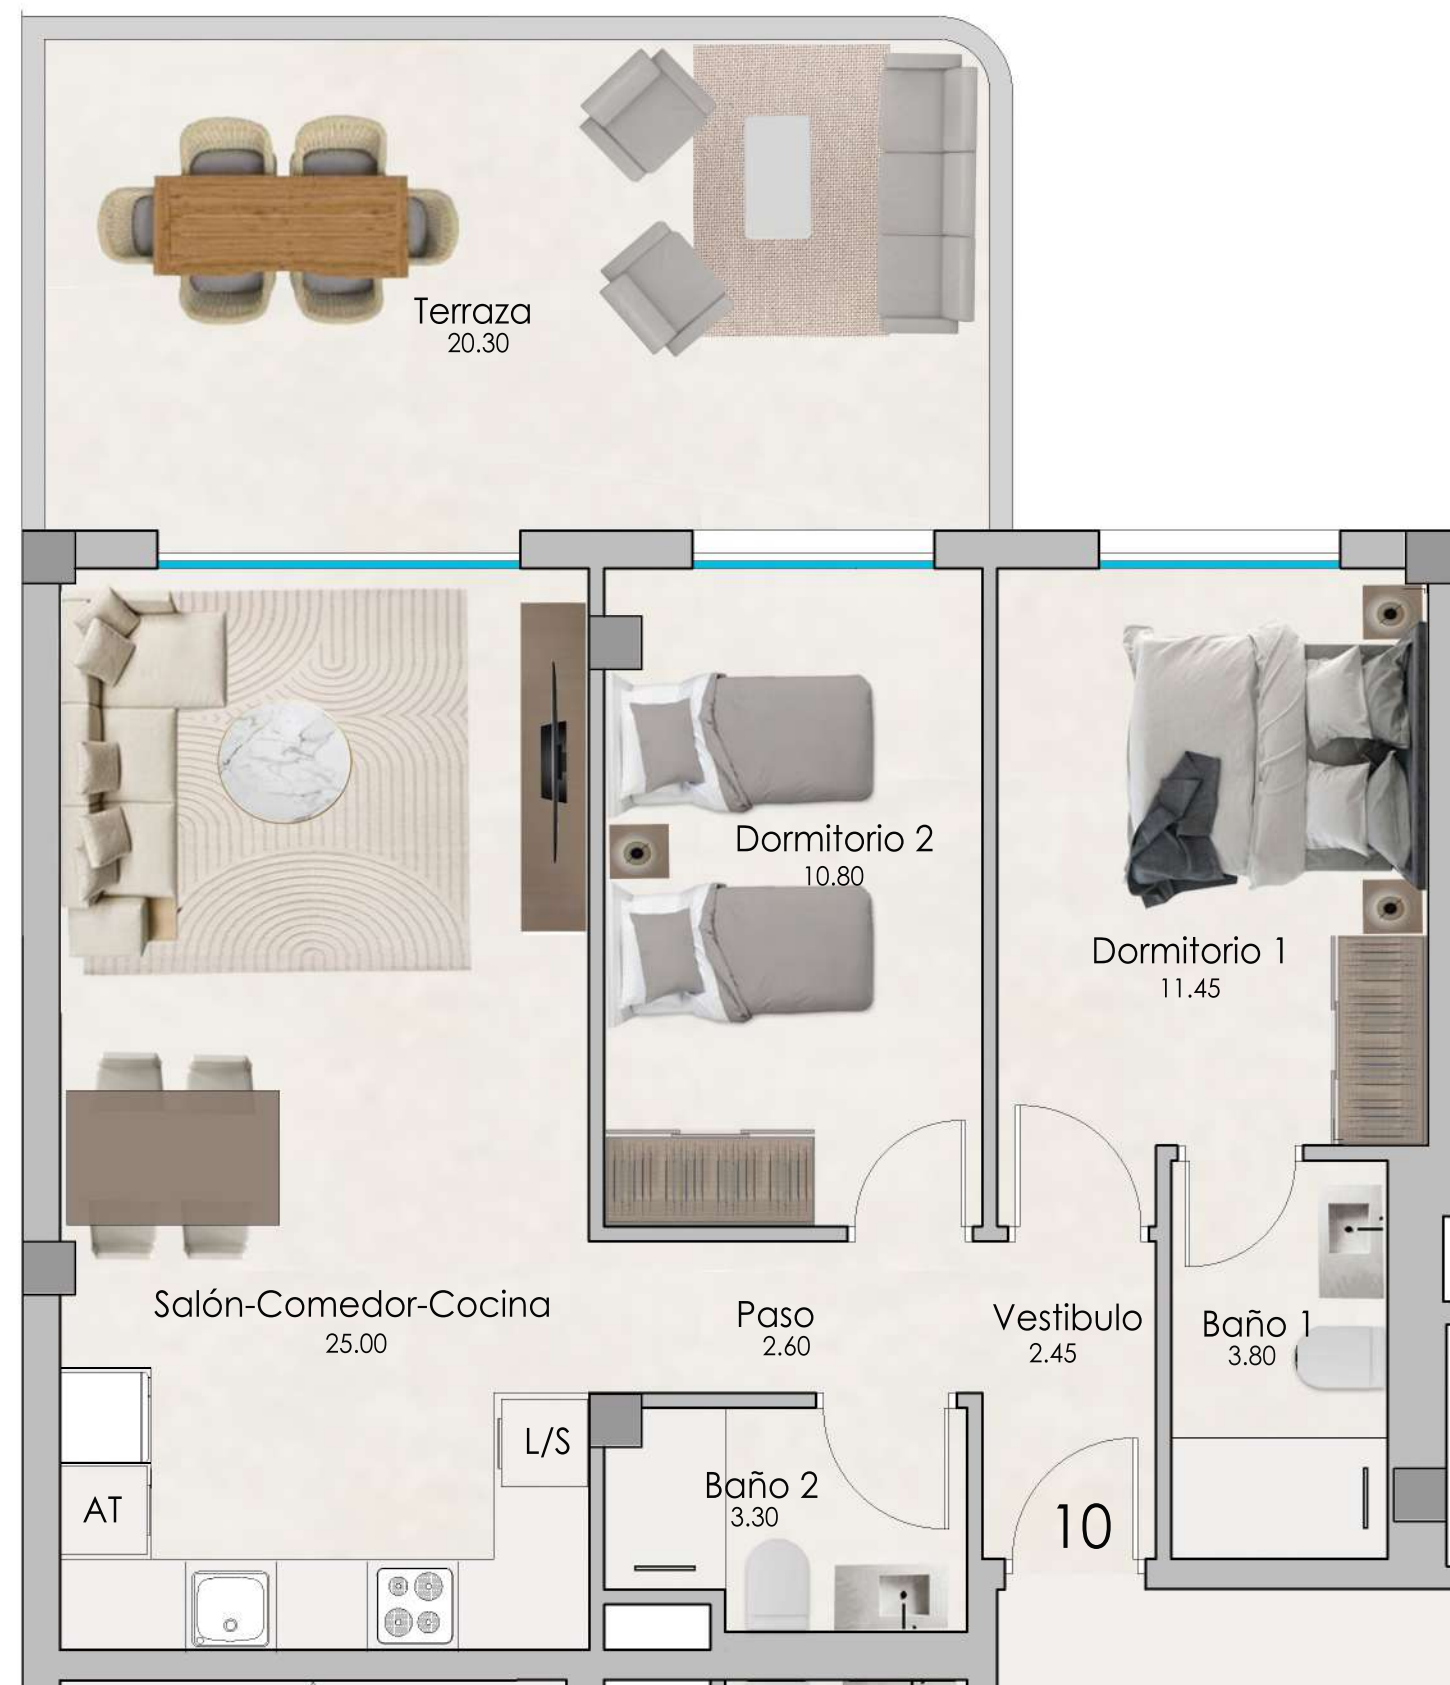 Terraza
20.30
Dormitorio 2
10.80
Dormitorio 1
11.45
Salón-Comedor-Cocina
25.00
Paso
2.60
Vestibulo
2.45
Baño 1
3.80
L/S
AT
Baño 2
3.30
10